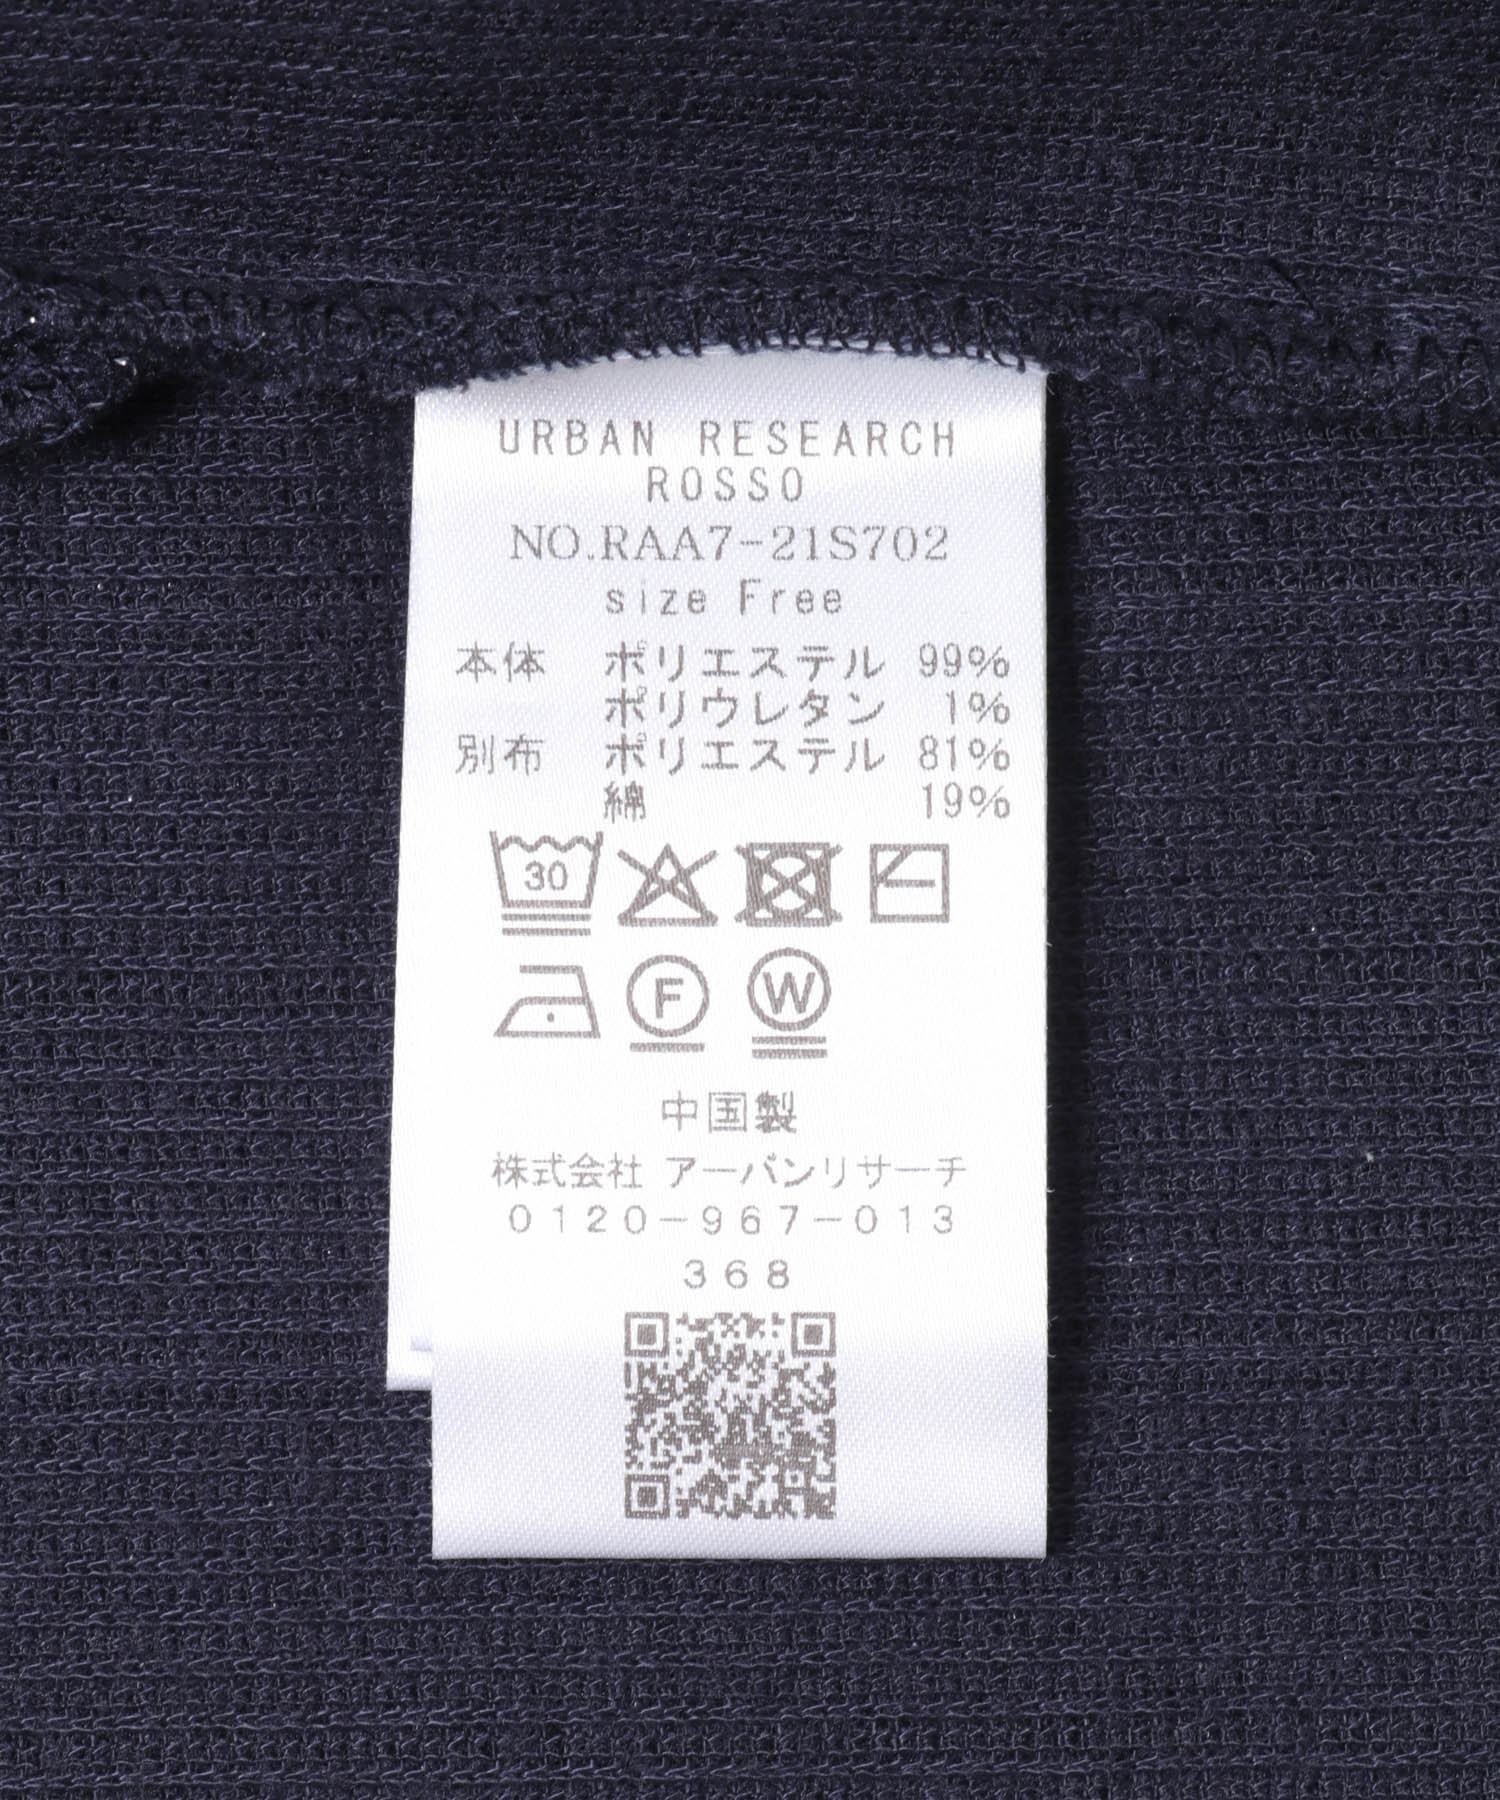 URBAN RESEARCH
ROSSO
NO.RAA7-21S702
size Free
本体 ポリエステル 99%
ポリウレタン 1%
別布 ポリエステル 81%
綿 19%
30
F W
中国製
株式会社 アーバンリサーチ
0120-967-013
368